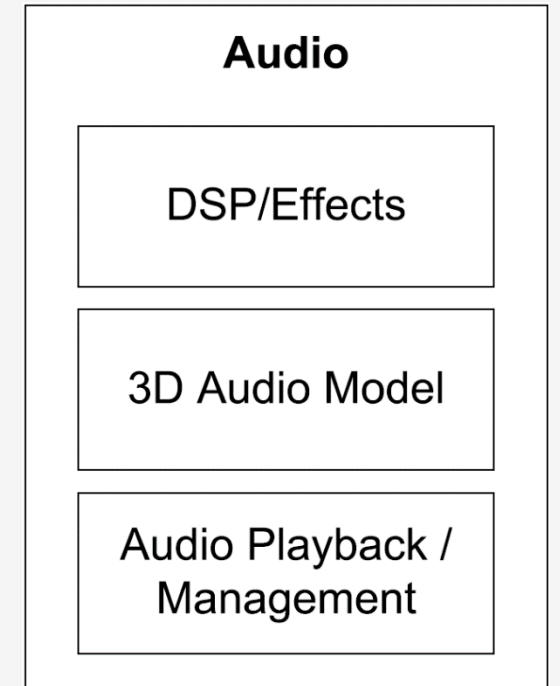 Audio
DSP/Effects
3D Audio Model
Audio Playback /
Management